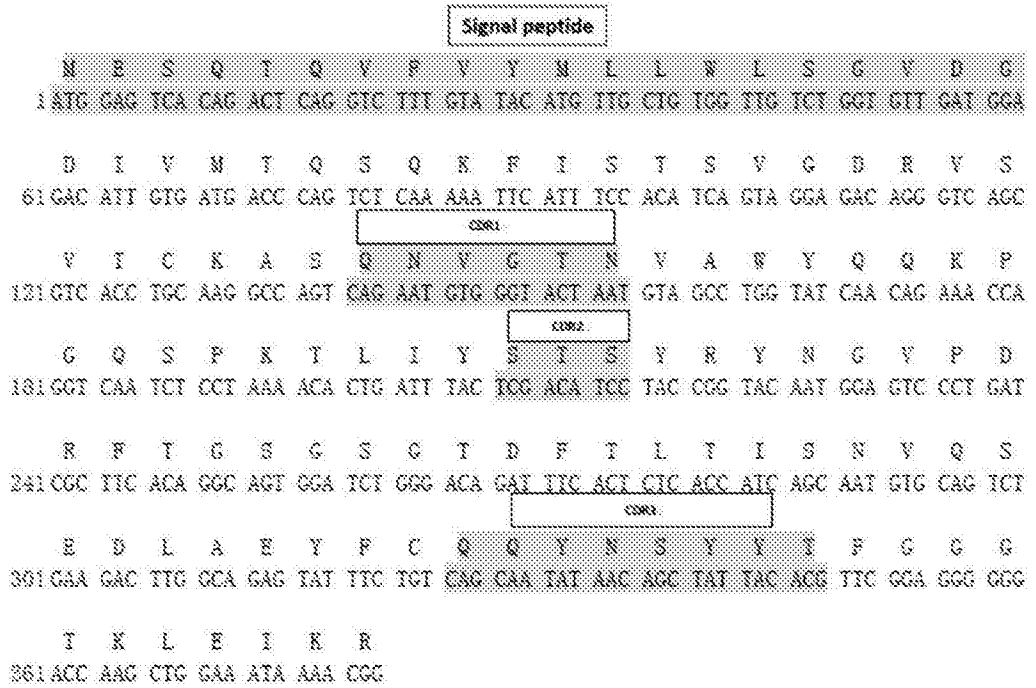 Signal peptide
M E S Q T Q V F V Y M L L W L S G V D G
1 ATG GAG TCA CAG ACT CAG GTC TTT GTA TAC ATG TTG CTG TGG TTG TCT GGT GTT GAT GGA
D I V M T Q S Q K F I S T S V G D R V S
61 GAC ATT GTG ATG ACC CAG TCT CAA AAA TTC ATT TCC ACA TCA GTA GGA GAC AGG GTC AGC
CDR1
V T C K A S Q N V G T N V A W Y Q Q K P
121 GTC ACC TGC AAG GCC AGT CAG AAT GTG GGT ACT AAT GTA GCC TGG TAT CAA CAG AAA CCA
CDR2
G Q S P K T L I Y S T S Y R Y N G V P D
181 GGT CAA TCT CCT AAA ACA CTG ATT TAC TCG ACA TCC TAC CGG TAC AAT GGA GTC CCT GAT
R F T G S G S G T D F T L T I S N V Q S
241 CGC TTC ACA GGC AGT GGA TCT GGG ACA GAT TTC ACT CTC ACC ATC AGC AAT GTG CAG TCT
CDR3
E D L A E Y F C Q Q Y N S Y Y T F G G G
301 GAA GAC TTG GCA GAG TAT TTC TGT CAG CAA TAT AAC AGC TAT TAC ACG TTC GGA GGG GGG
T K L E I K R
361 ACC AAG CTG GAA ATA AAA CGG